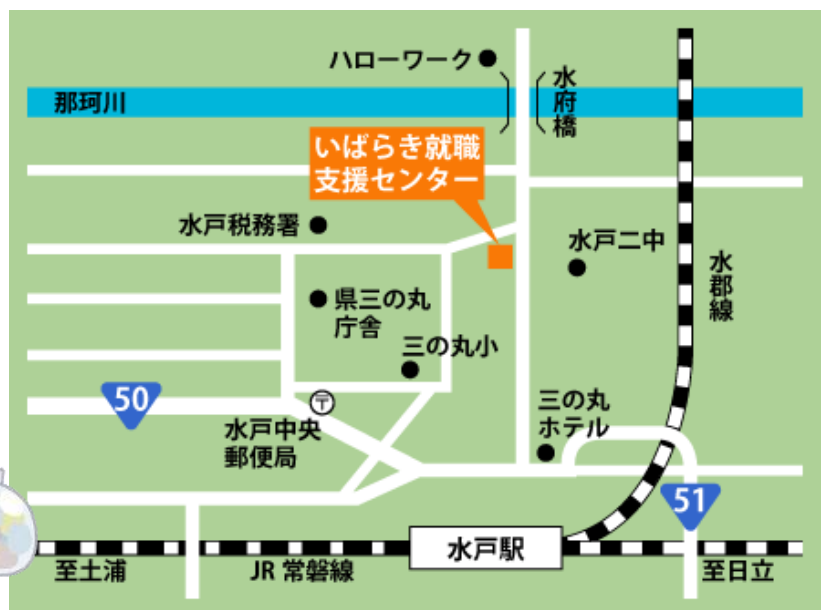 ハローワーク
水府橋
那珂川
いばらき就職
支援センター
水戸税務署
水戸二中
水郡線
県三の丸
庁舎
三の丸小
50
三の丸
ホテル
〒
水戸中央
郵便局
51
水戸駅
至土浦
JR 常磐線
至日立